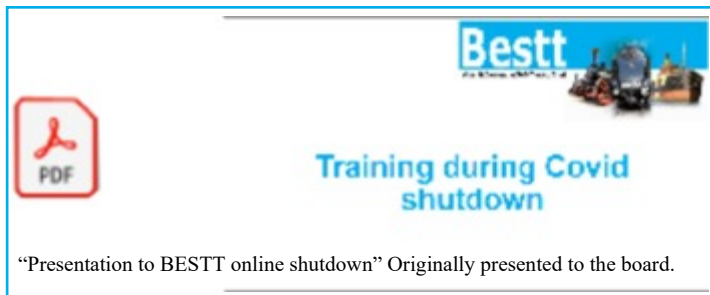 Bestt
PDF
Training during Covid
shutdown
“Presentation to BESTT online shutdown” Originally presented to the board.